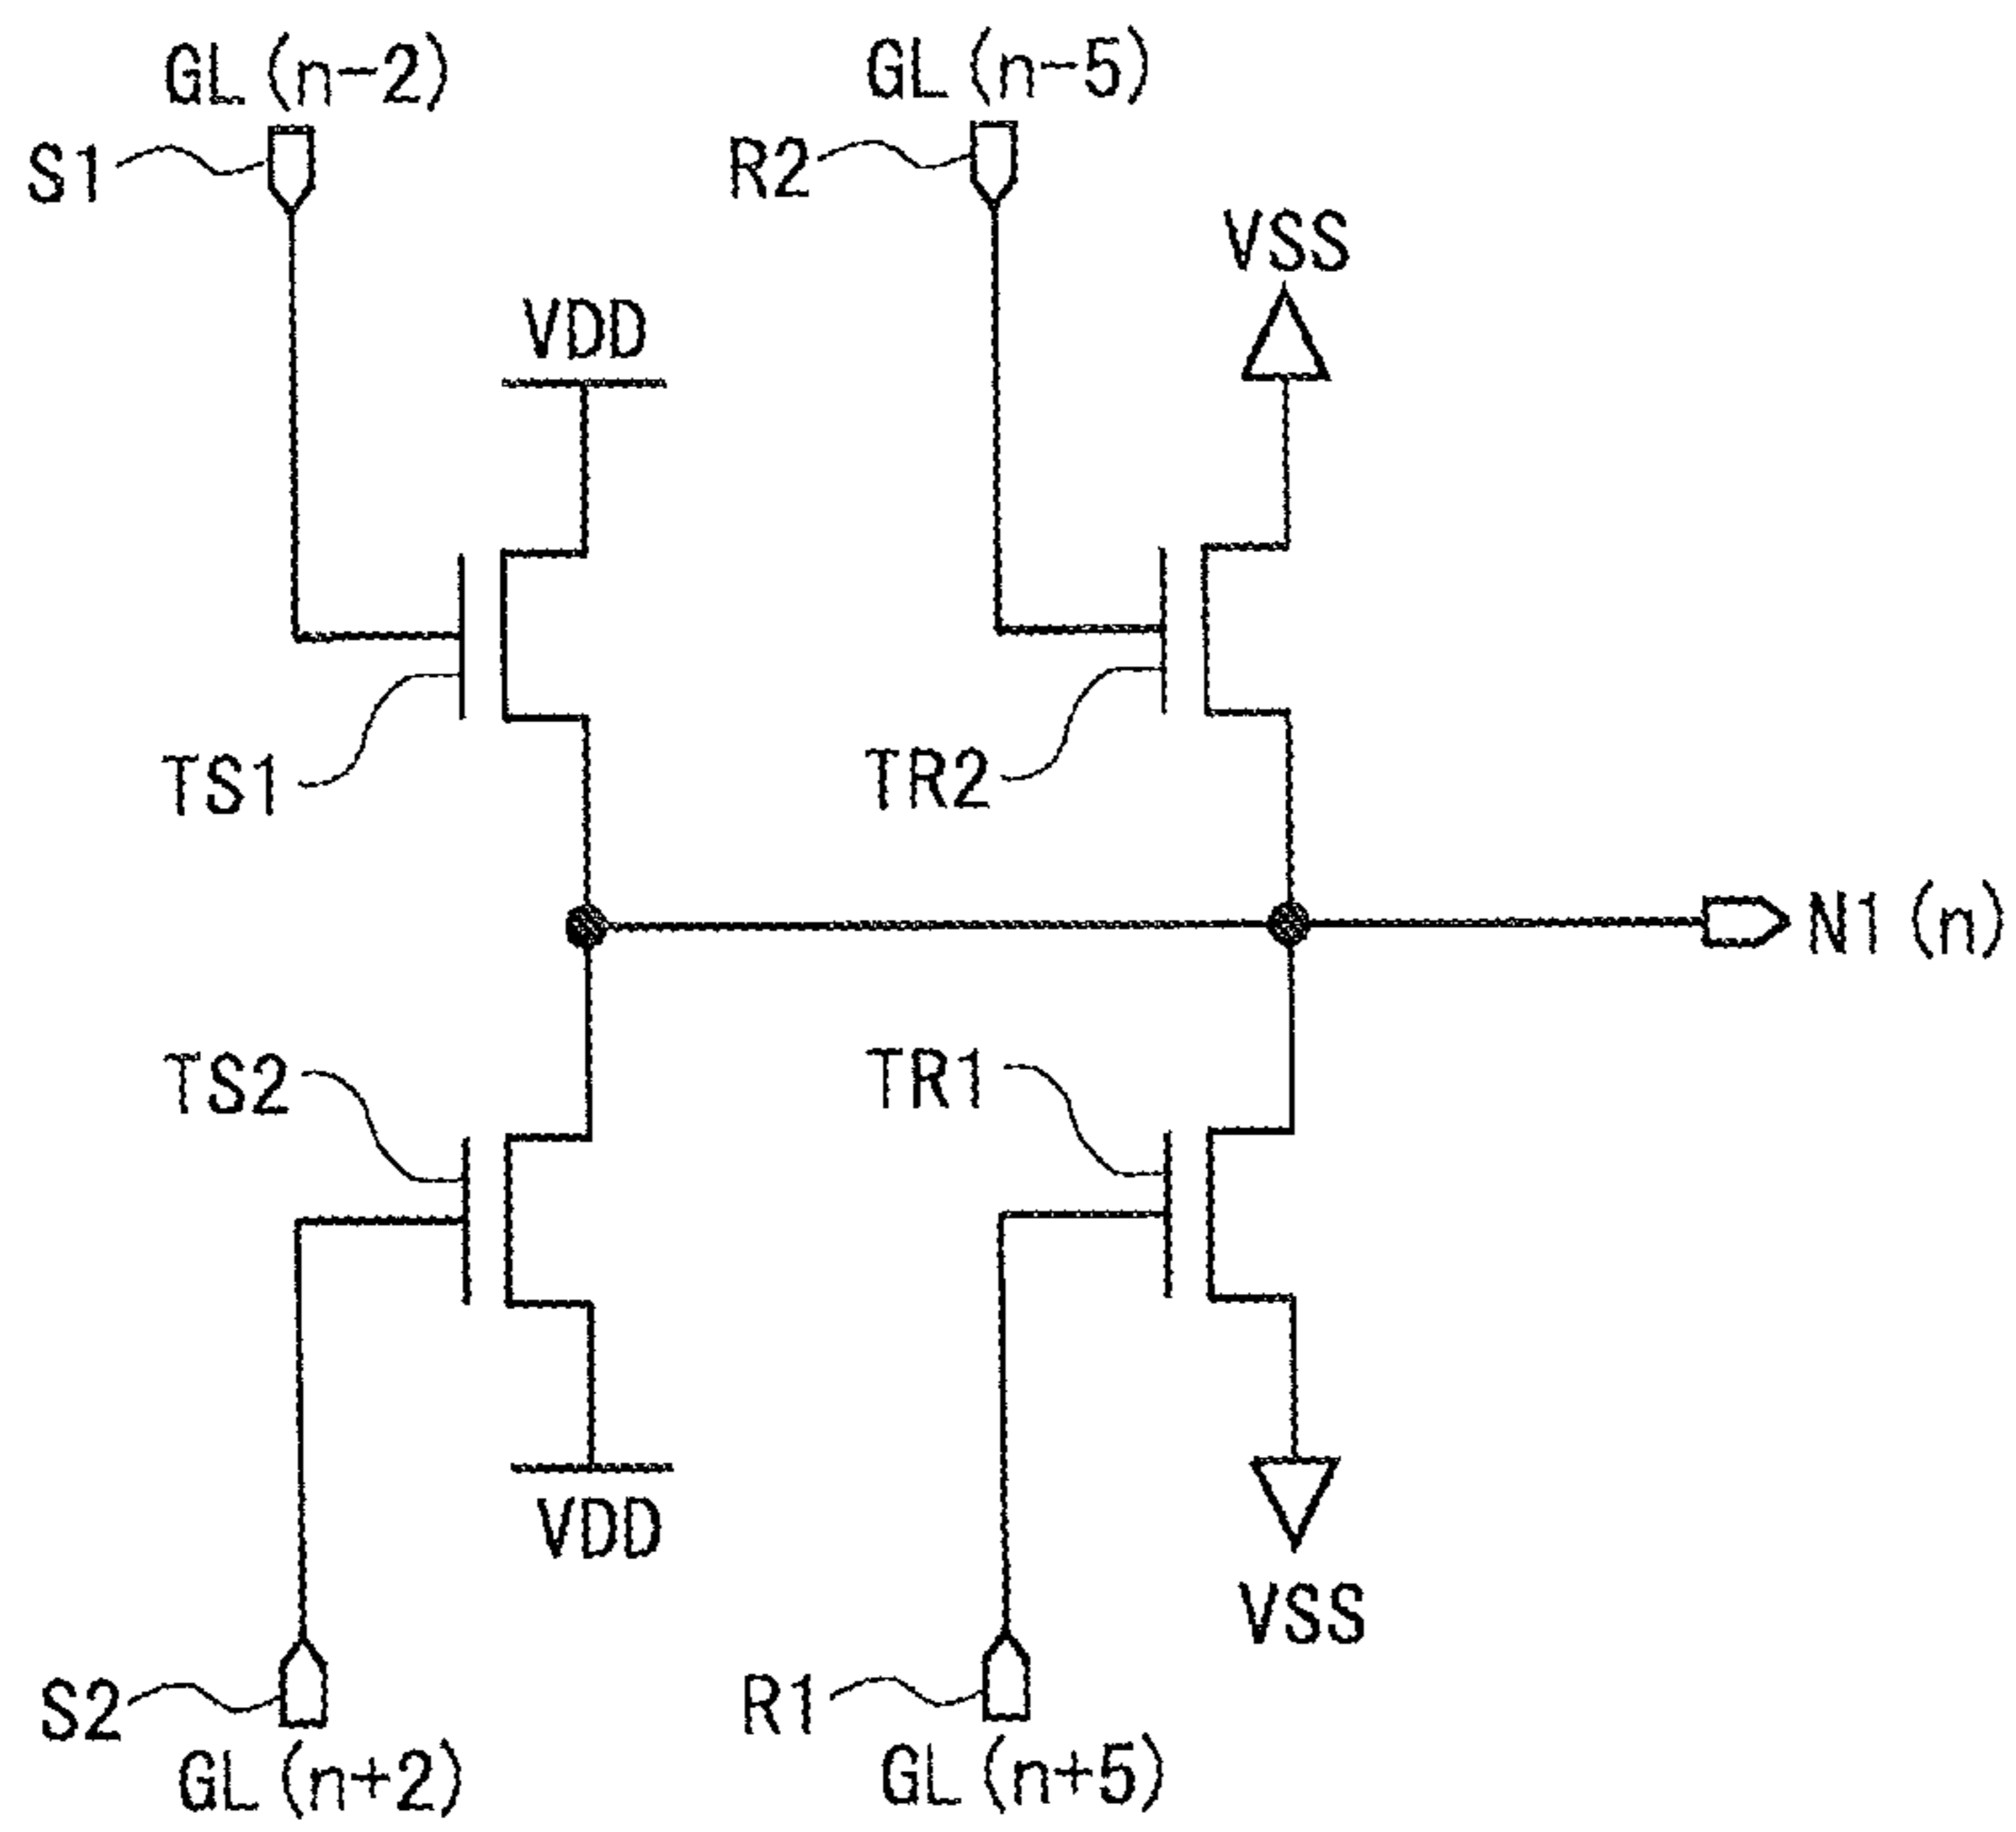 GL(n-2)
GL(n-5)
S1
R2
VSS
VDD
TS1
TR2
N1(n)
TS2
TR1
VDD
VSS
S2
R1
GL(n+2)
GL(n+5)